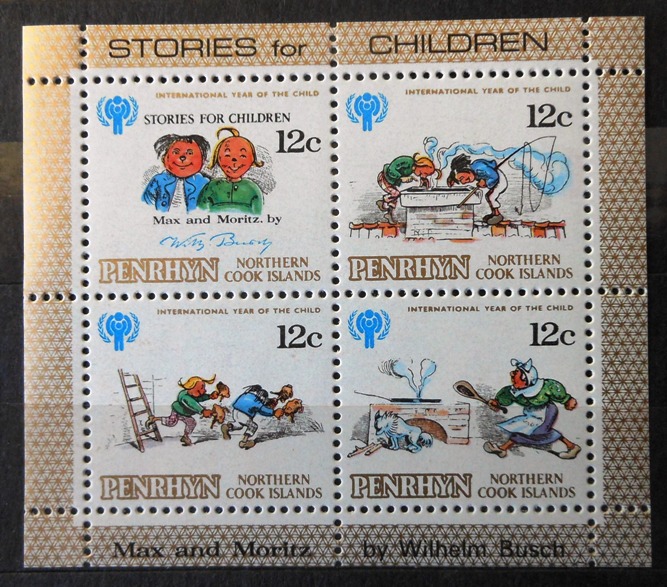 STORIES for CHILDREN
INTERNATIONAL YEAR OF THE CHILD
12c
STORIES FOR CHILDREN
Max and Moritz. by
Wilh Busch
PENRHYN NORTHERN
COOK ISLANDS
INTERNATIONAL YEAR OF THE CHILD
12c
PENRHYN NORTHERN
COOK ISLANDS
INTERNATIONAL YEAR OF THE CHILD
12c
PENRHYN NORTHERN
COOK ISLANDS
INTERNATIONAL YEAR OF THE CHILD
12c
PENRHYN NORTHERN
COOK ISLANDS
Max and Moritz by Wilhelm Busch